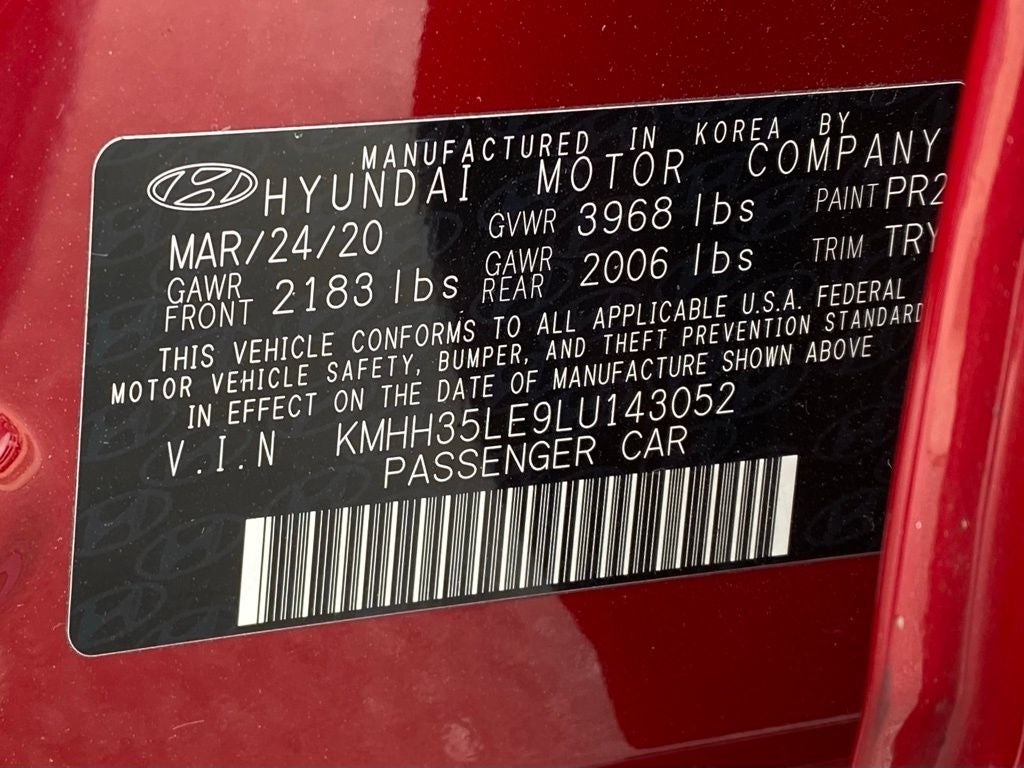 MANUFACTURED IN KOREA BY
HYUNDAI MOTOR COMPANY
MAR/24/20 GVWR 3968 lbs PAINT PR2
GAWR FRONT 2183 lbs GAWR REAR 2006 lbs TRIM TRY
THIS VEHICLE CONFORMS TO ALL APPLICABLE U.S.A. FEDERAL
MOTOR VEHICLE SAFETY, BUMPER, AND THEFT PREVENTION STANDARD
IN EFFECT ON THE DATE OF MANUFACTURE SHOWN ABOVE
V.I.N KMHH35LE9LU143052
PASSENGER CAR